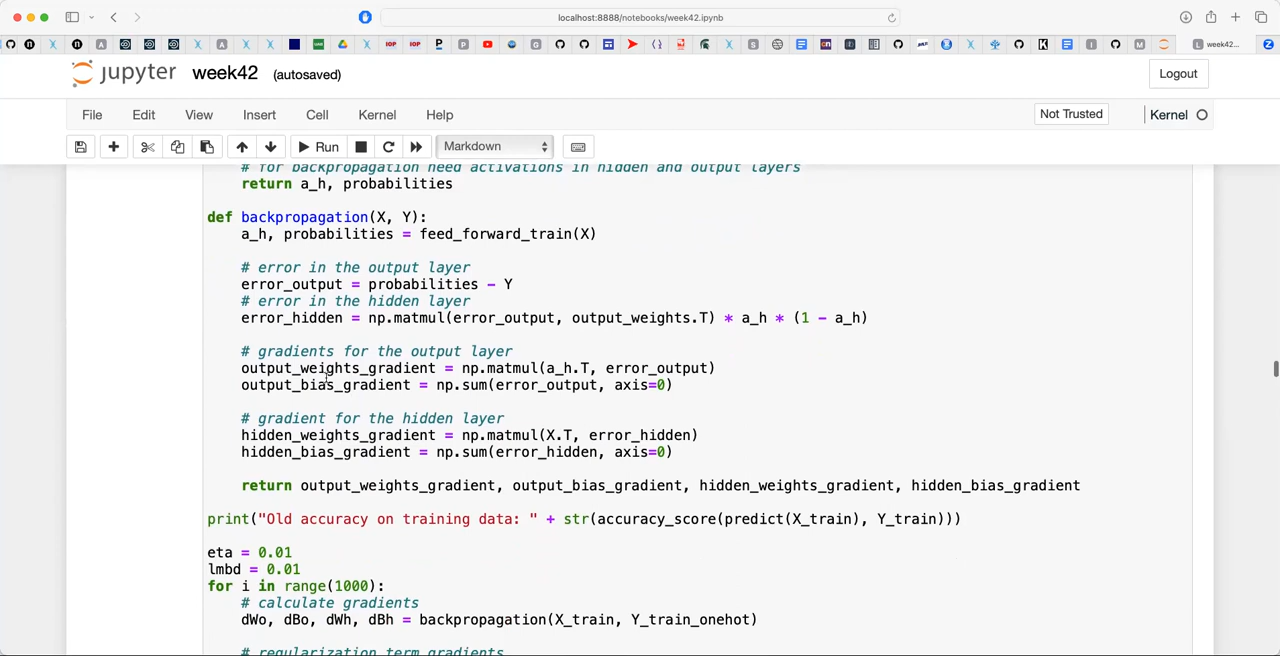 localhost:8888/notebooks/week42.ipynb
week42...
jupyter week42 (autosaved)
Logout
File Edit View Insert Cell Kernel Help
Not Trusted
Kernel
Run
Markdown
# for backpropagation need activations in hidden and output layers
return a_h, probabilities
def backpropagation(X, Y):
a_h, probabilities = feed_forward_train(X)
# error in the output layer
error_output = probabilities - Y
# error in the hidden layer
error_hidden = np.matmul(error_output, output_weights.T) * a_h * (1 - a_h)
# gradients for the output layer
output_weights_gradient = np.matmul(a_h.T, error_output)
output_bias_gradient = np.sum(error_output, axis=0)
# gradient for the hidden layer
hidden_weights_gradient = np.matmul(X.T, error_hidden)
hidden_bias_gradient = np.sum(error_hidden, axis=0)
return output_weights_gradient, output_bias_gradient, hidden_weights_gradient, hidden_bias_gradient
print("Old accuracy on training data: " + str(accuracy_score(predict(X_train), Y_train)))
eta = 0.01
lmbd = 0.01
for i in range(1000):
# calculate gradients
dWo, dBo, dWh, dBh = backpropagation(X_train, Y_train_onehot)
# regularization term gradients